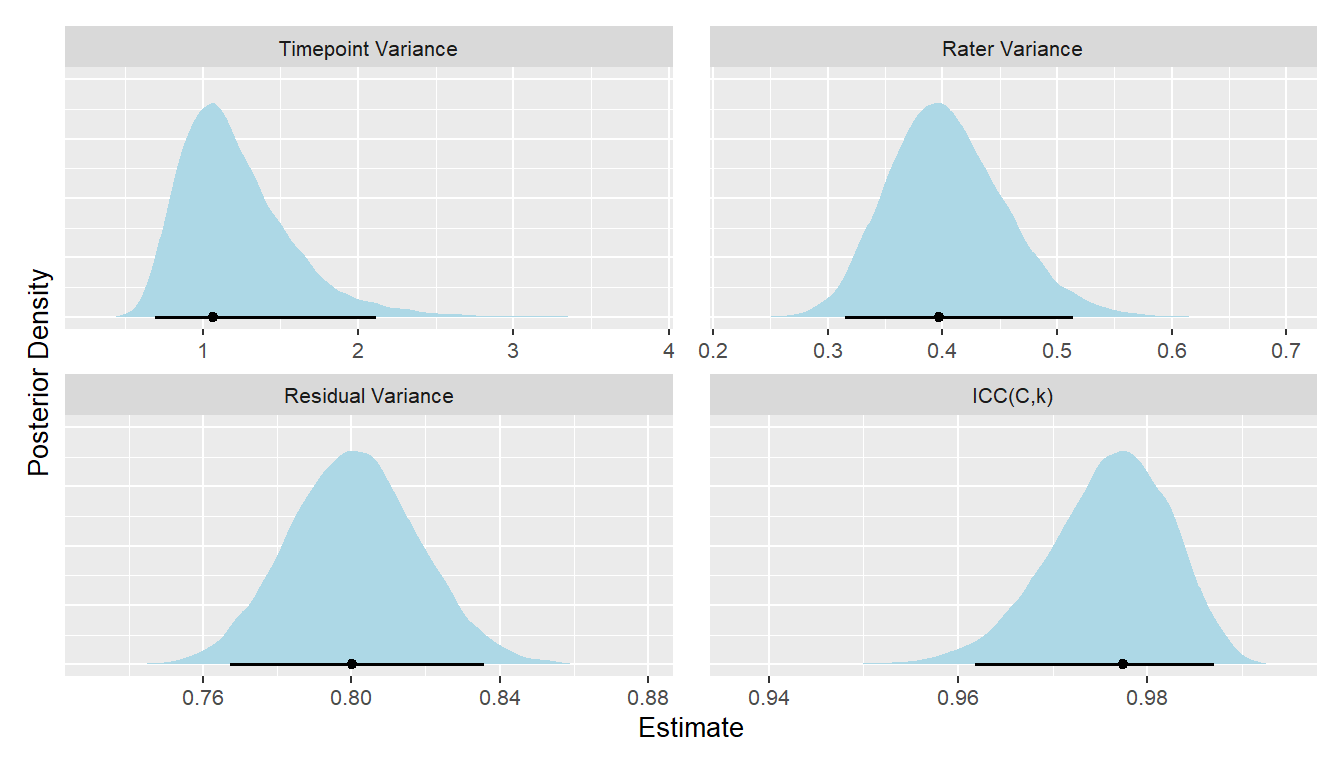 Timepoint Variance
Rater Variance
1 2 3 4
0.2 0.3 0.4 0.5 0.6 0.7
Residual Variance
ICC(C,k)
0.76 0.80 0.84 0.88
0.94 0.96 0.98
Posterior Density
Estimate